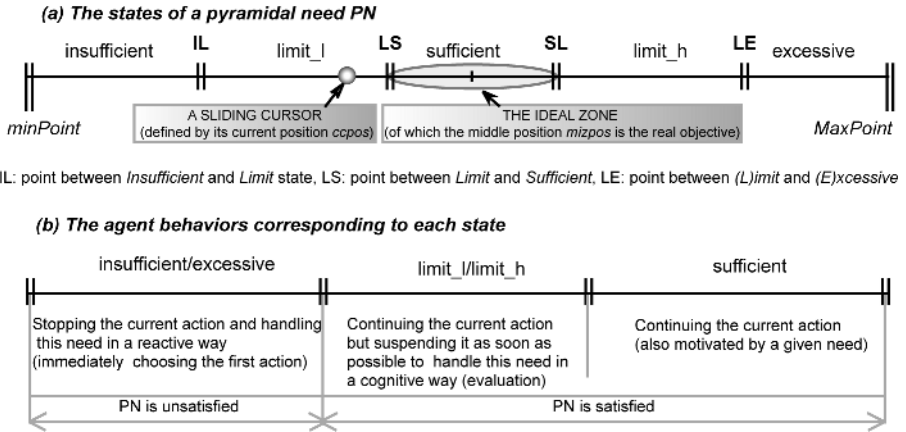 (a) The states of a pyramidal need PN
insufficient IL limit_l LS sufficient SL limit_h LE excessive
A SLIDING CURSOR
(defined by its current position ccpos)
THE IDEAL ZONE
(of which the middle position mizpos is the real objective)
minPoint MaxPoint
IL: point between Insufficient and Limit state, LS: point between Limit and Sufficient, LE: point between (L)imit and (E)xcessive
(b) The agent behaviors corresponding to each state
insufficient/excessive limit_l/limit_h sufficient
Stopping the current action and handling
this need in a reactive way
(immediately choosing the first action)
Continuing the current action
but suspending it as soon as
possible to handle this need in
a cognitive way (evaluation)
Continuing the current action
(also motivated by a given need)
PN is unsatisfied PN is satisfied